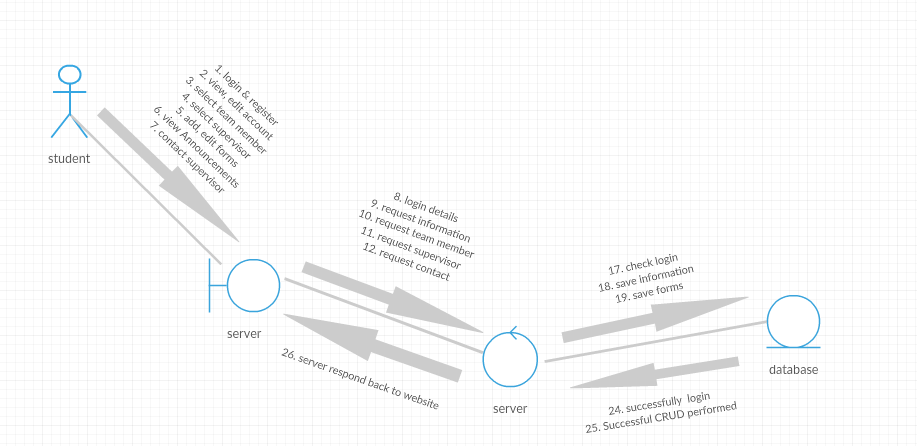 1. login & register
2. view, edit account
3. select team member
4. select supervisor
5. add, edit forms
6. view Announcements
7. contact supervisor
student
8. login details
9. request information
10. request team member
11. request supervisor
12. request contact
server
26. server respond back to website
server
17. check login
18. save information
19. save forms
database
24. successfully login
25. Successful CRUD performed